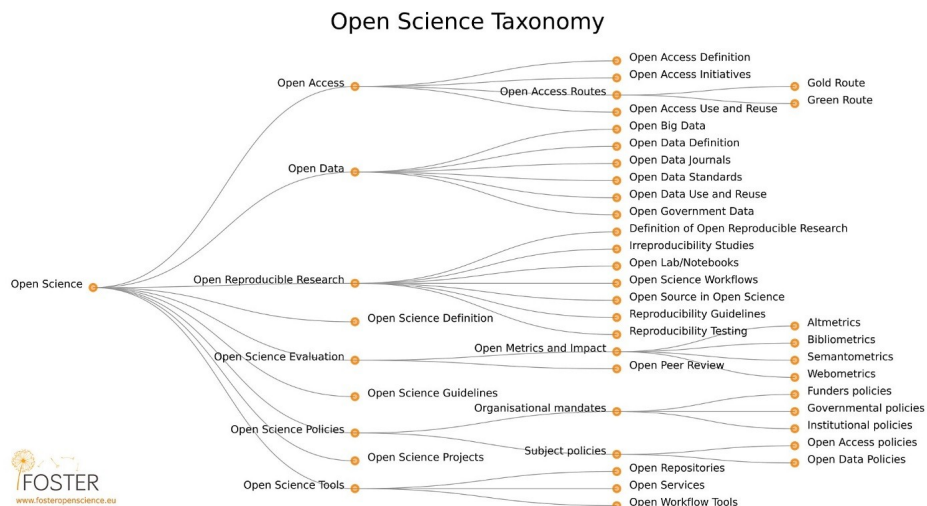 Open Science Taxonomy
Open Access Definition
Open Access
Open Access Initiatives
Open Access Routes
Gold Route
Green Route
Open Access Use and Reuse
Open Big Data
Open Data Definition
Open Data
Open Data Journals
Open Data Standards
Open Data Use and Reuse
Open Government Data
Definition of Open Reproducible Research
Irreproducibility Studies
Open Lab/Notebooks
Open Science
Open Reproducible Research
Open Science Workflows
Open Source in Open Science
Reproducibility Guidelines
Open Science Definition
Reproducibility Testing
Altmetrics
Bibliometrics
Open Metrics and Impact
Open Science Evaluation
Semantometrics
Open Peer Review
Webometrics
Open Science Guidelines
Funders policies
Organisational mandates
Governmental policies
Institutional policies
Open Science Policies
Open Access policies
Subject policies
Open Science Projects
Open Data Policies
Open Repositories
Open Science Tools
Open Services
Open Workflow Tools
FOSTER
www.fosteropenscience.eu